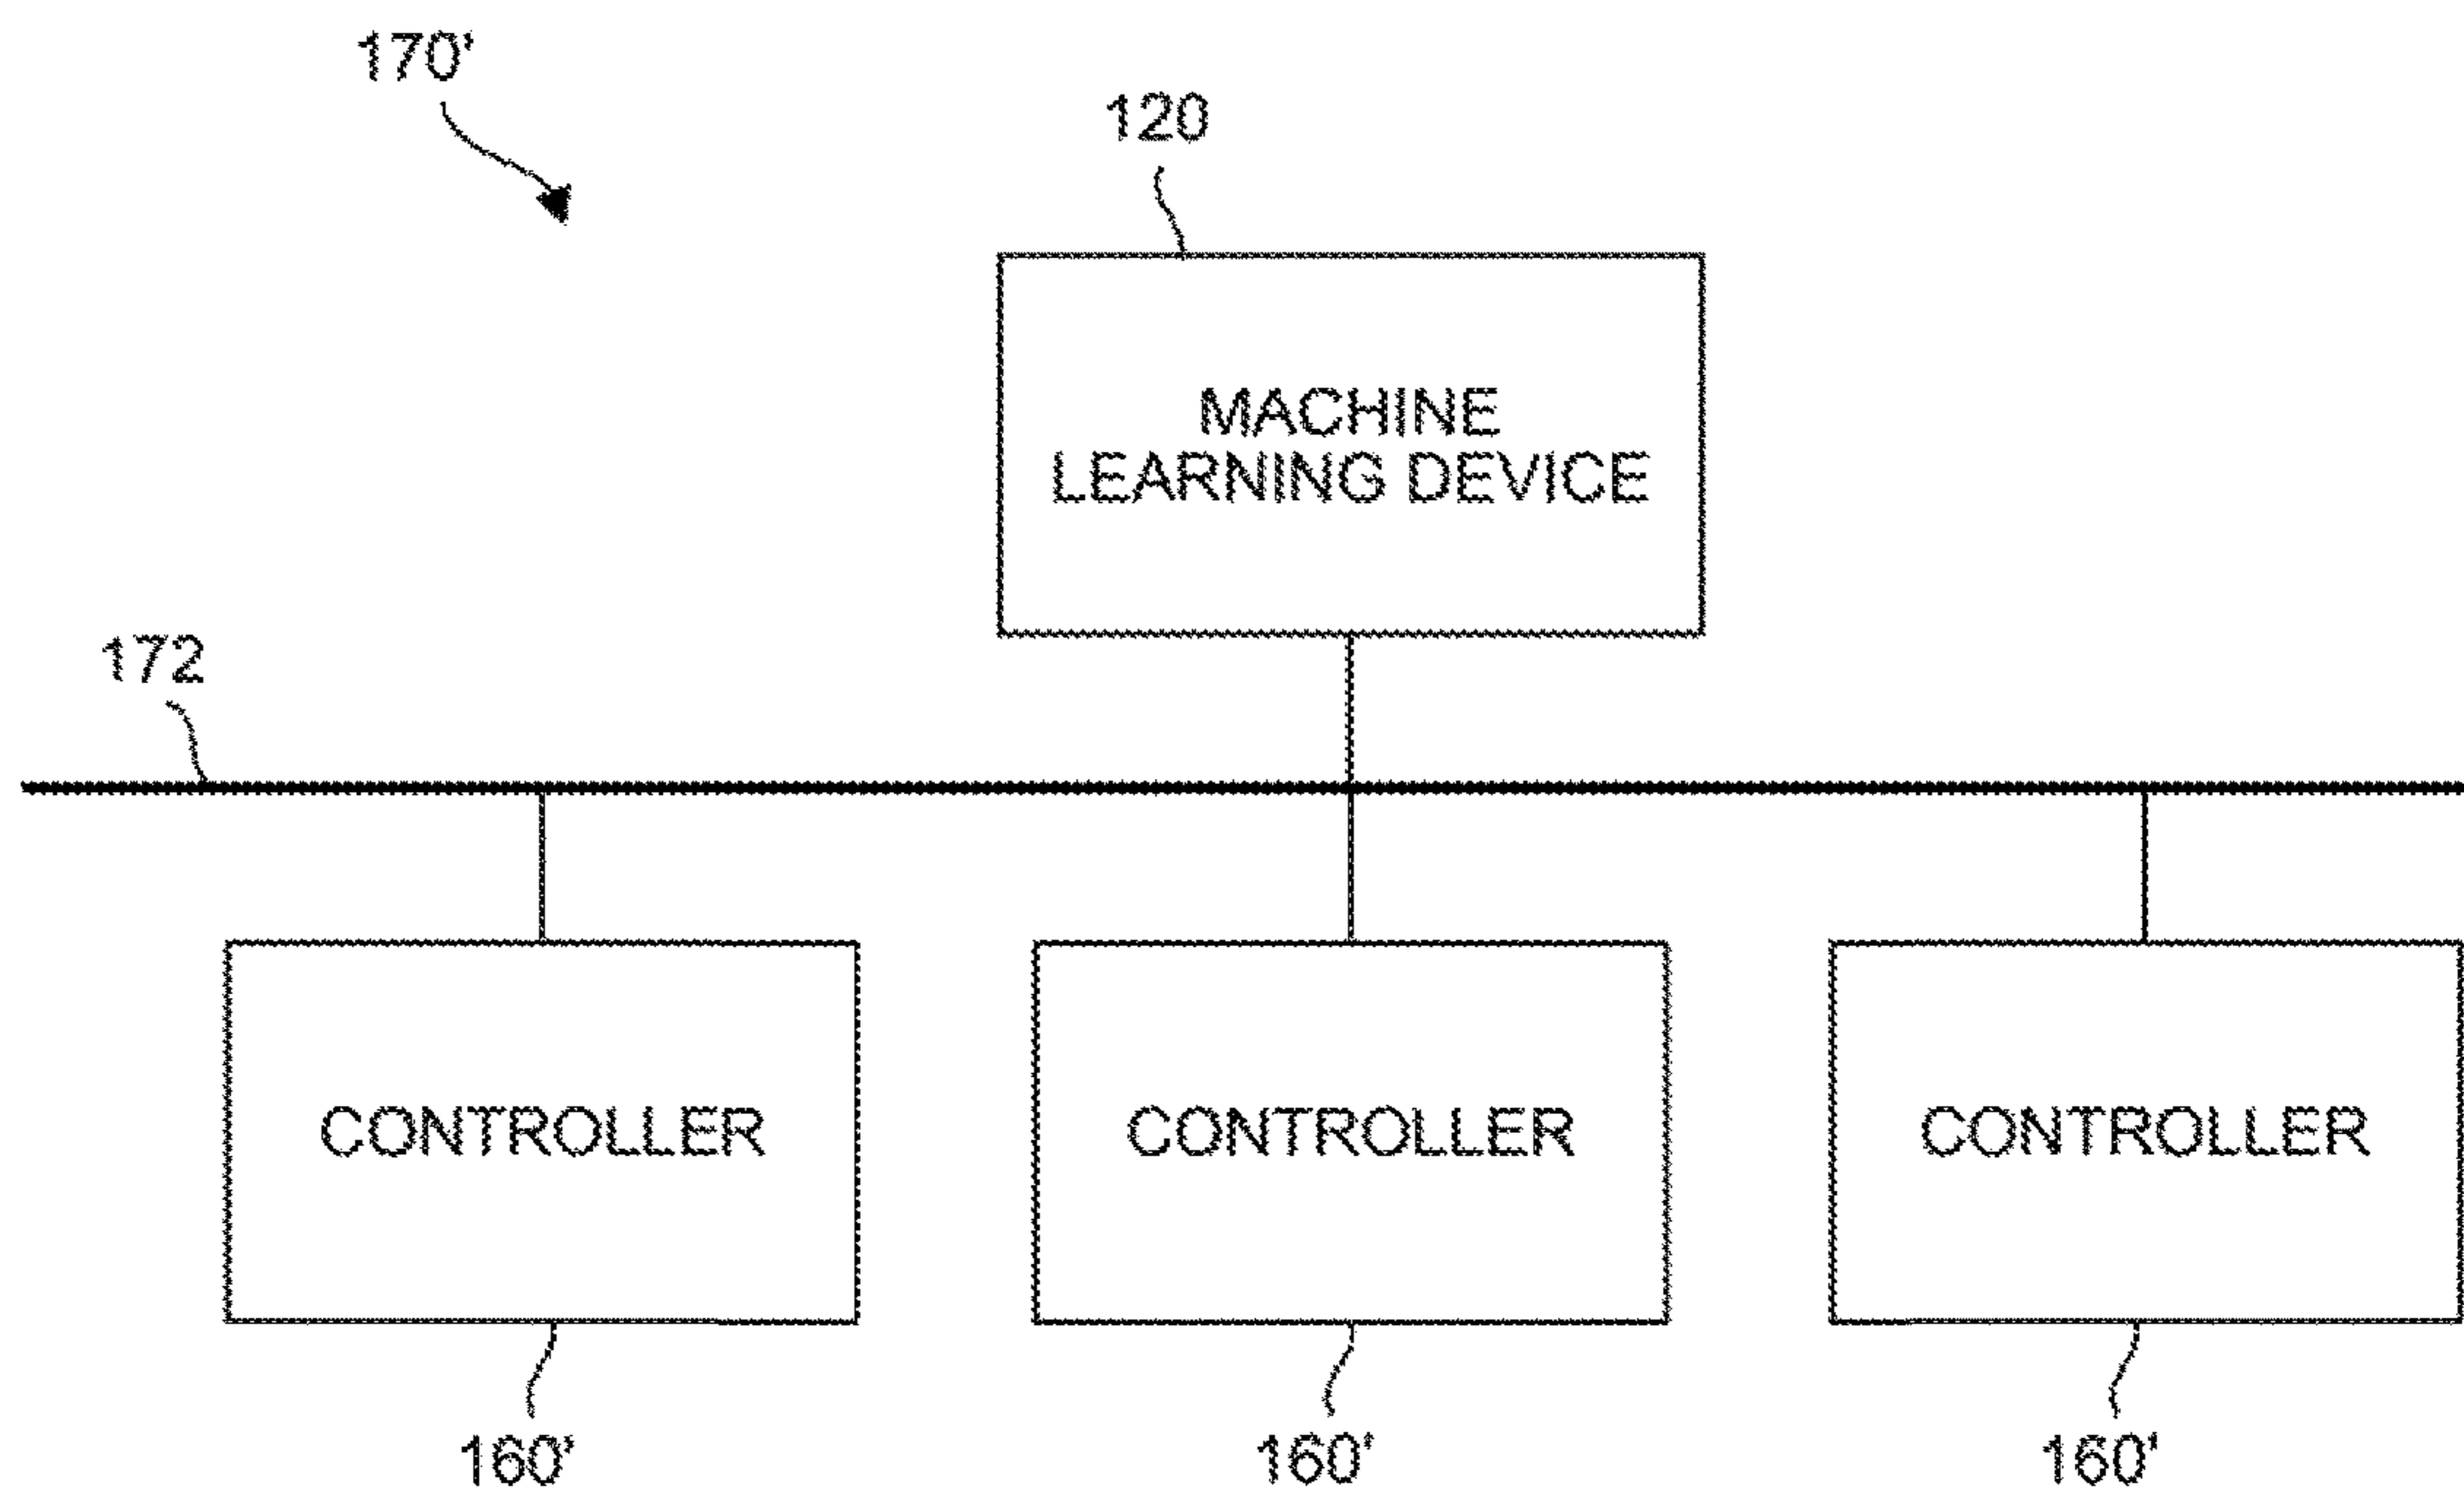 170'
120
MACHINE
LEARNING DEVICE
172
CONTROLLER
CONTROLLER
CONTROLLER
160'
160'
160'